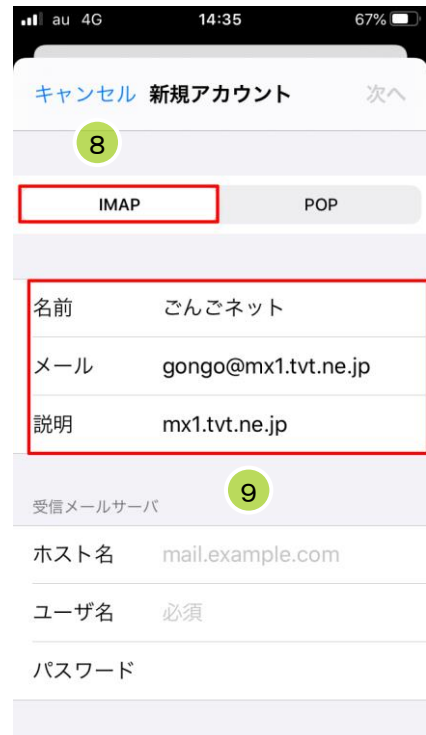 au 4G 14:35 67%
キャンセル 新規アカウント 次へ
8
IMAP POP
名前 ごんごネット
メール gongo@mx1.tvt.ne.jp
説明 mx1.tvt.ne.jp
9
受信メールサーバ
ホスト名 mail.example.com
ユーザ名 必須
パスワード